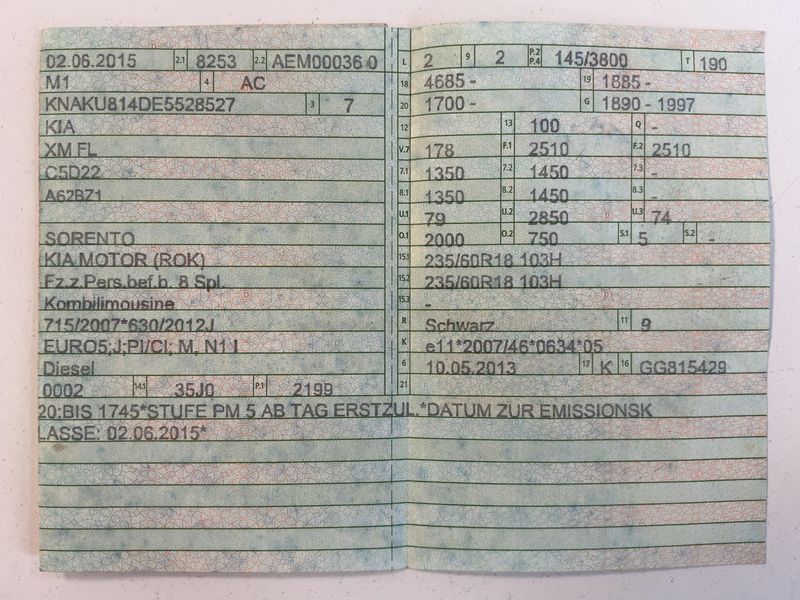 02.06.2015 2.1 8253 2.2 AEM00036 0
M1 4 AC
KNAKU814DE5528527 3 7
KIA
XM FL
C5D22
A62BZ1
SORENTO
KIA MOTOR (ROK)
Fz.z.Pers.bef.b. 8 Spl.
Kombilimousine
715/2007*630/2012J
EURO5;J;PI/CI; M, N1 I
Diesel
0002 14.1 35J0 P.1 2199
L 2 9 2 P.2 P.4 145/3800 T 190
18 4685 - 19 1885 -
20 1700 - G 1890 - 1997
12 13 100 Q -
V.7 178 F.1 2510 F.2 2510
7.1 1350 7.2 1450 7.3 -
8.1 1350 8.2 1450 8.3 -
U.1 79 U.2 2850 U.3 74
O.1 2000 O.2 750 S.1 5 S.2 -
15.1 235/60R18 103H
15.2 235/60R18 103H
15.3 -
R Schwarz 11 9
K e11*2007/46*0634*05
6 10.05.2013 17 K 16 GG815429
21
20:BIS 1745*STUFE PM 5 AB TAG ERSTZUL.*DATUM ZUR EMISSIONSK
LASSE: 02.06.2015*